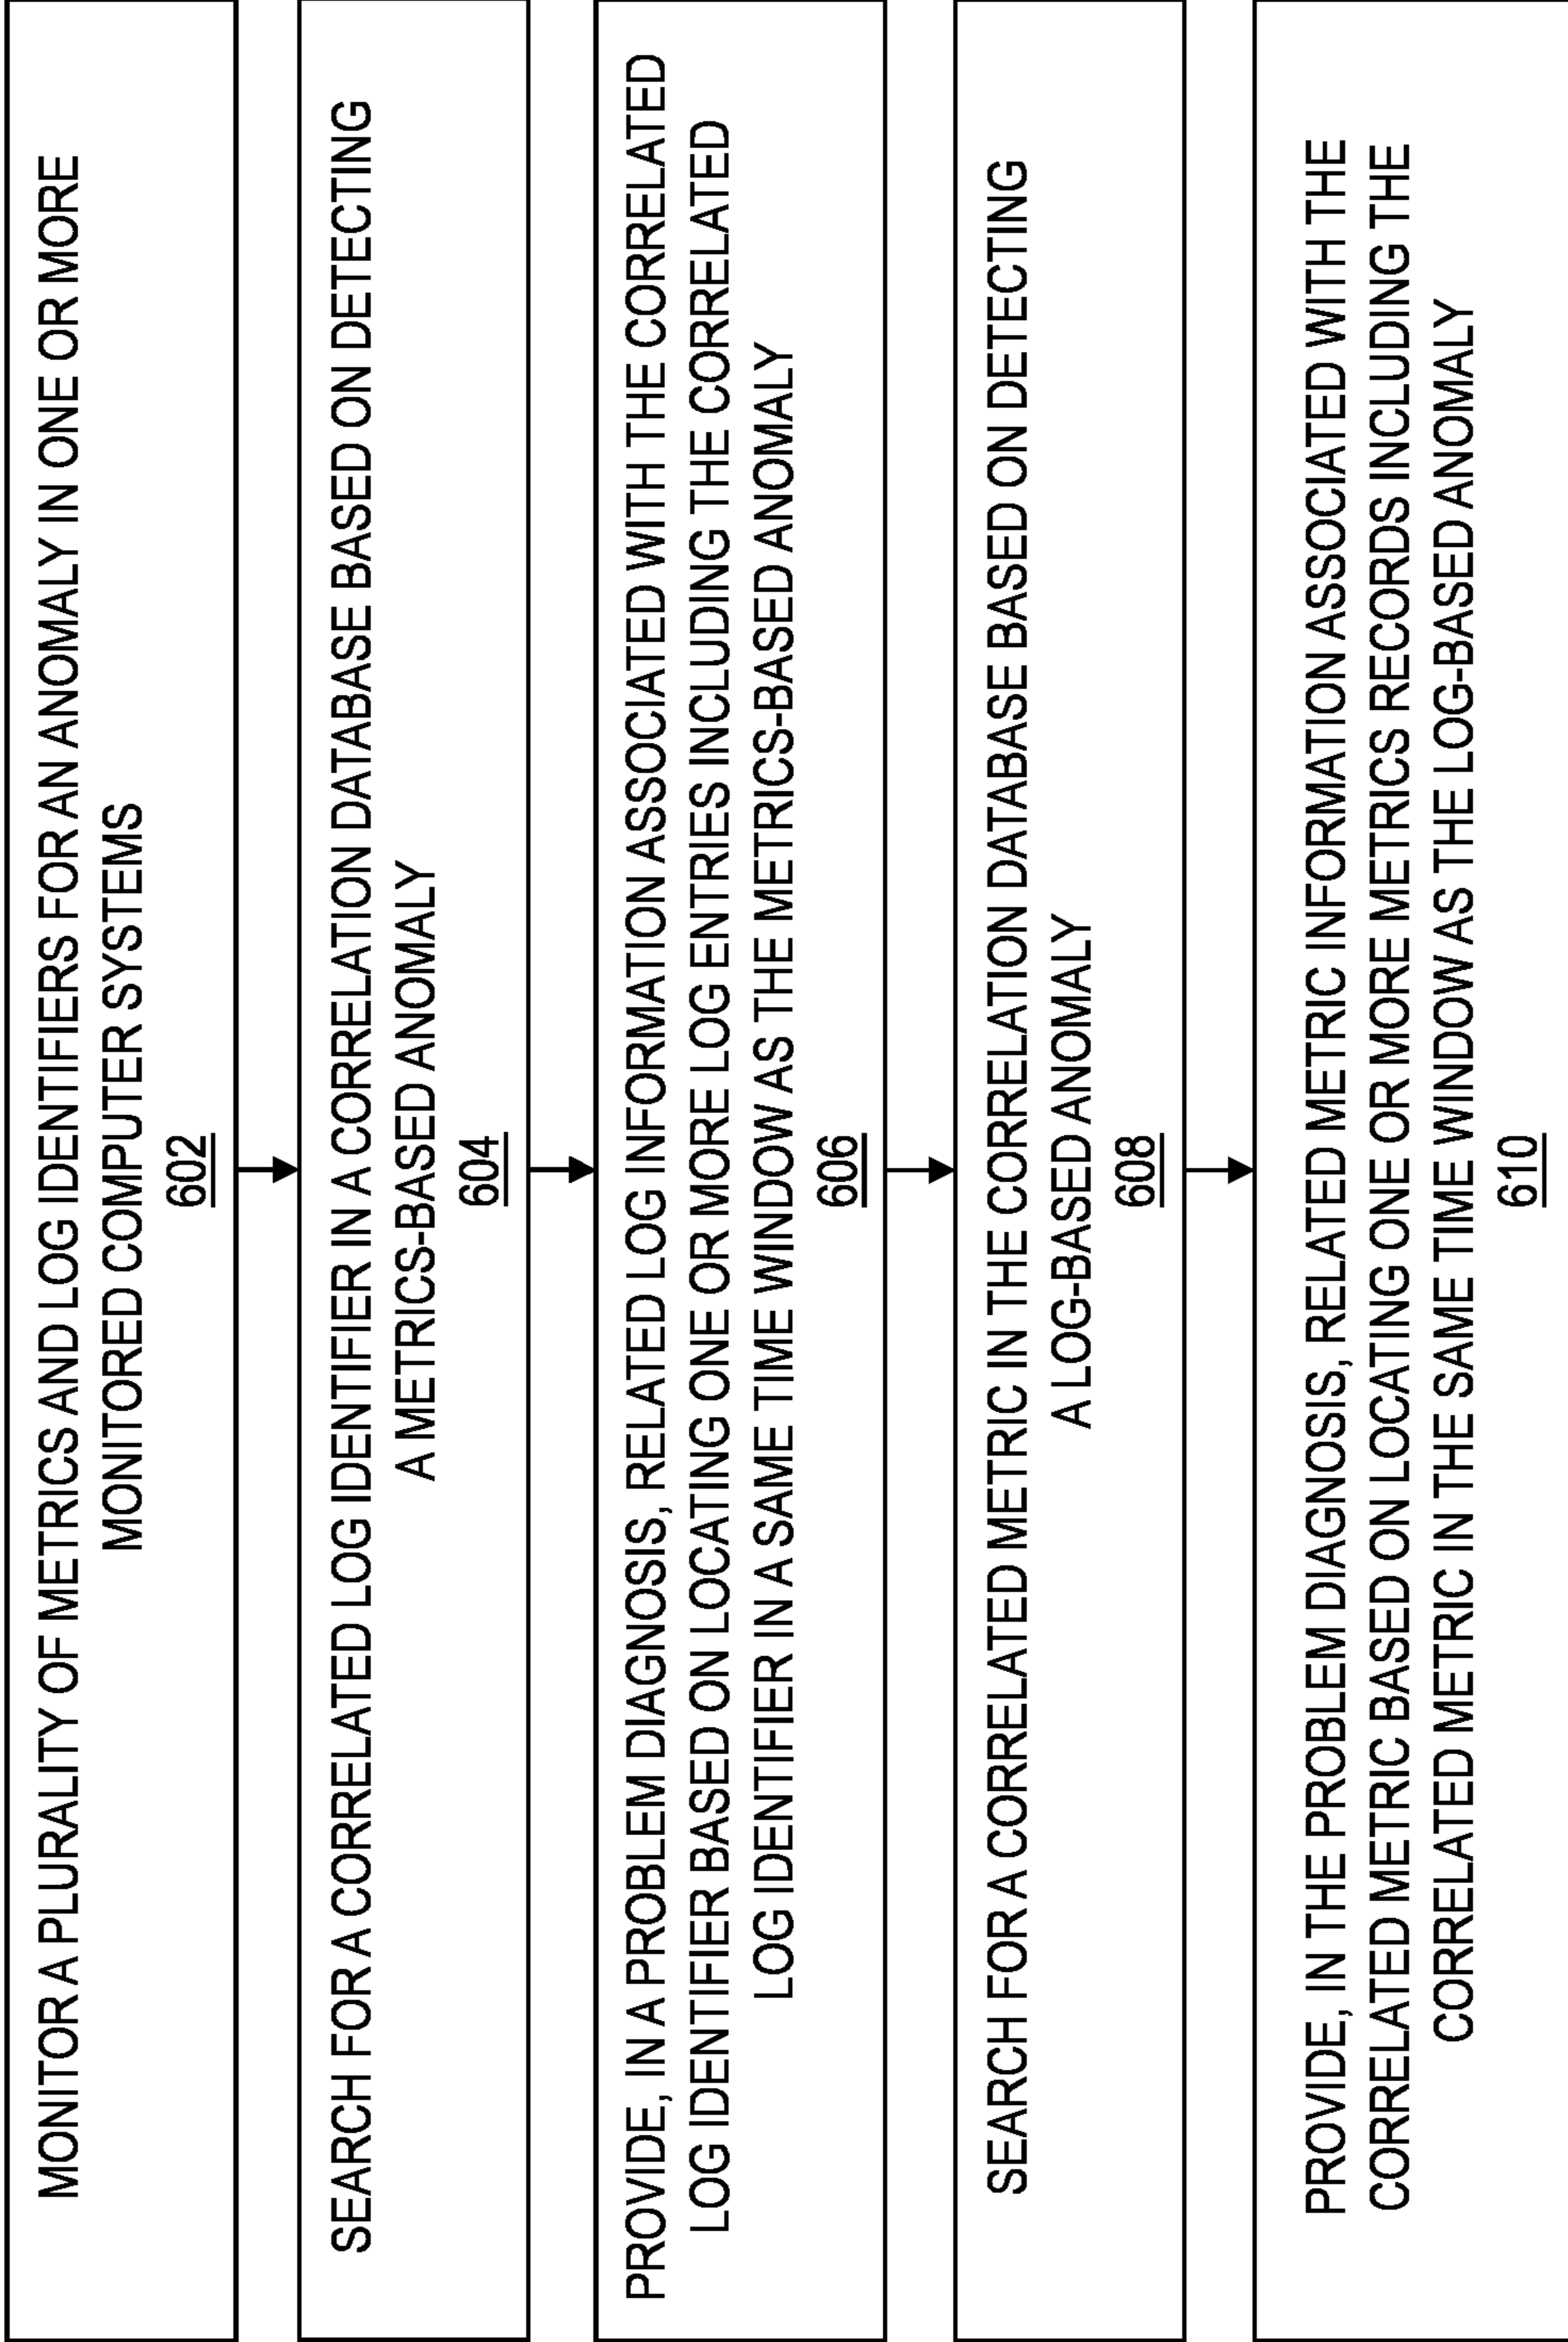 MONITOR A PLURALITY OF METRICS AND LOG IDENTIFIERS FOR AN ANOMALY IN ONE OR MORE
MONITORED COMPUTER SYSTEMS
602
SEARCH FOR A CORRELATED LOG IDENTIFIER IN A CORRELATION DATABASE BASED ON DETECTING
A METRICS-BASED ANOMALY
604
PROVIDE, IN A PROBLEM DIAGNOSIS, RELATED LOG INFORMATION ASSOCIATED WITH THE CORRELATED
LOG IDENTIFIER BASED ON LOCATING ONE OR MORE LOG ENTRIES INCLUDING THE CORRELATED
LOG IDENTIFIER IN A SAME TIME WINDOW AS THE METRICS-BASED ANOMALY
606
SEARCH FOR A CORRELATED METRIC IN THE CORRELATION DATABASE BASED ON DETECTING
A LOG-BASED ANOMALY
608
PROVIDE, IN THE PROBLEM DIAGNOSIS, RELATED METRIC INFORMATION ASSOCIATED WITH THE
CORRELATED METRIC BASED ON LOCATING ONE OR MORE METRICS RECORDS INCLUDING THE
CORRELATED METRIC IN THE SAME TIME WINDOW AS THE LOG-BASED ANOMALY
610